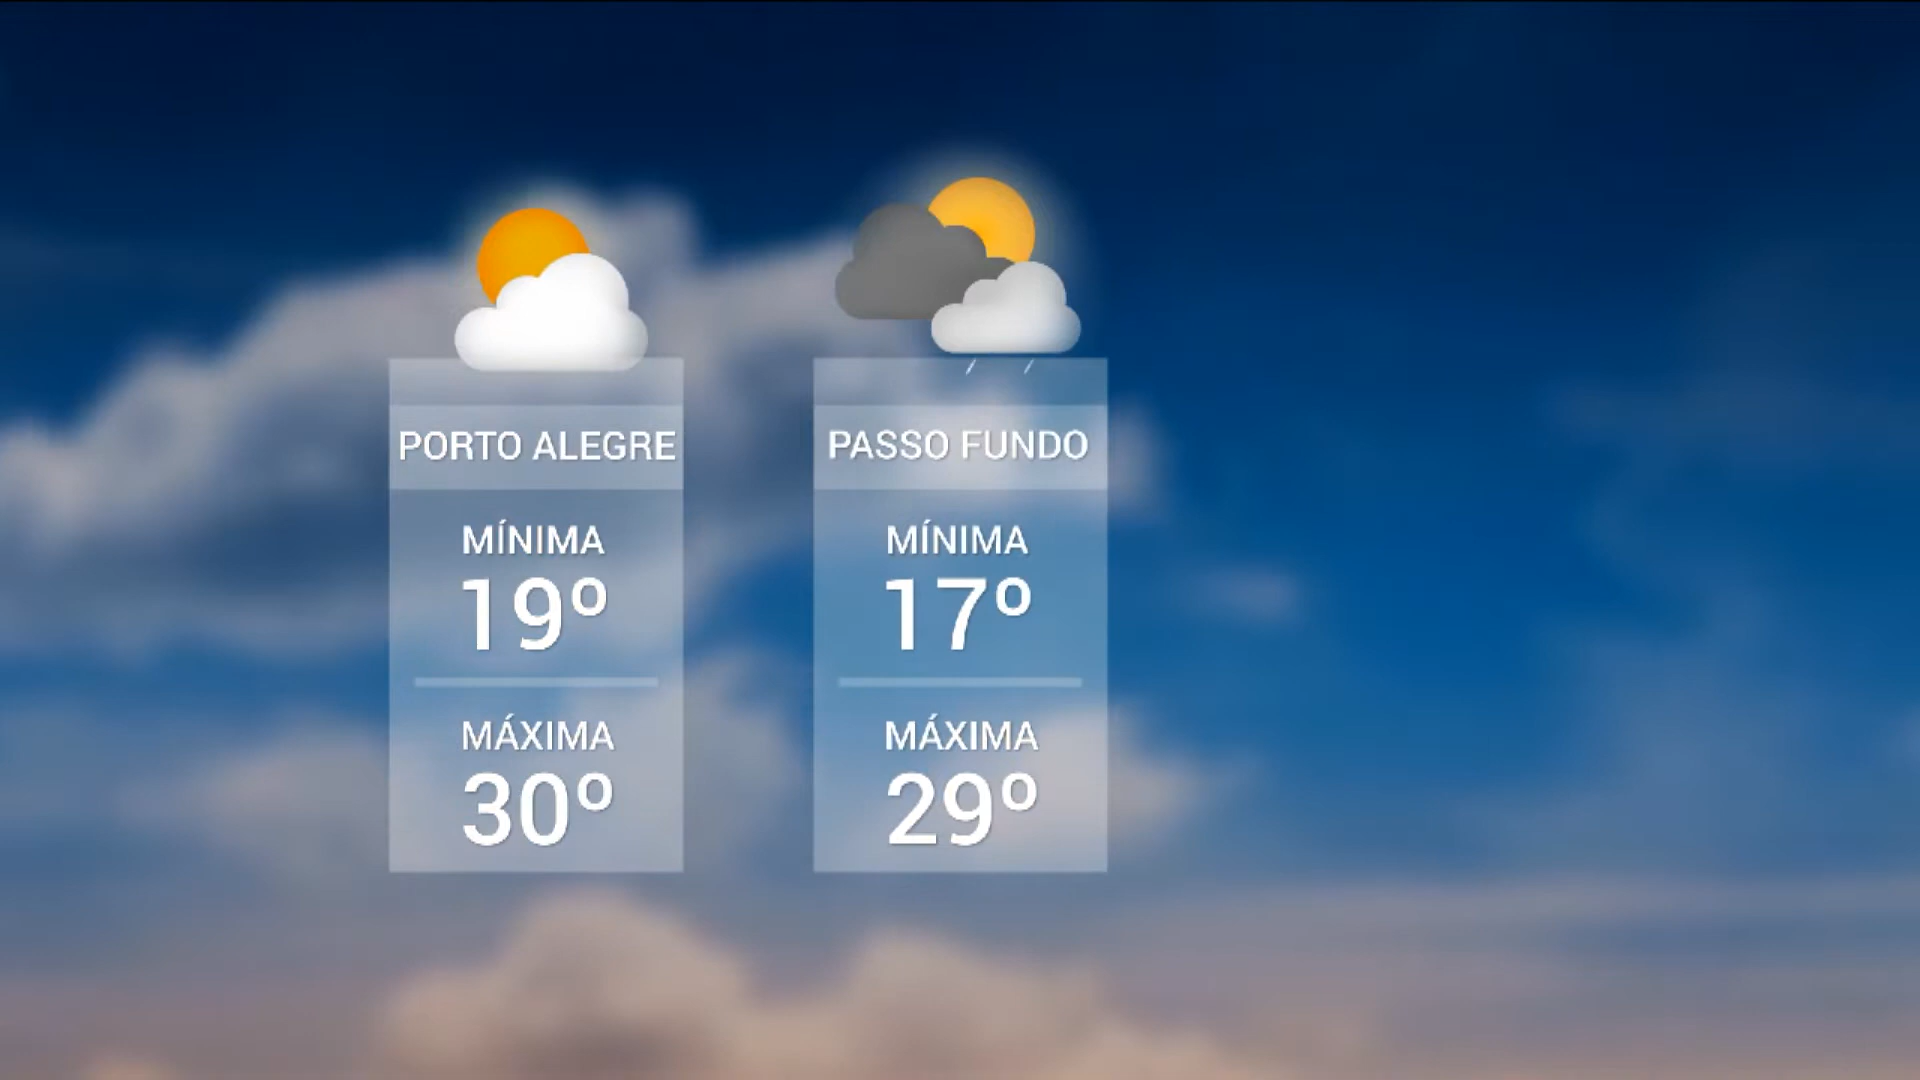 PORTO ALEGRE
MÍNIMA
19º
MÁXIMA
30º
PASSO FUNDO
MÍNIMA
17º
MÁXIMA
29º